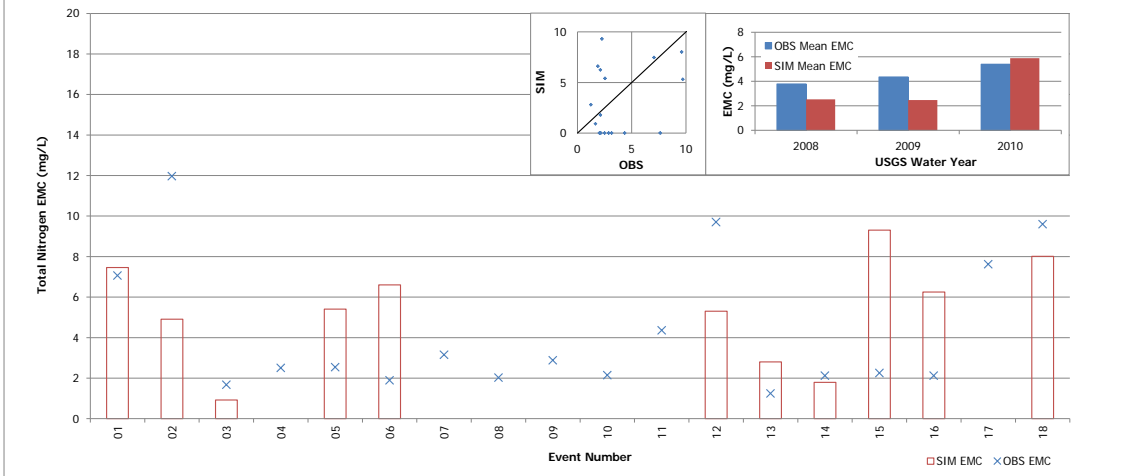 Total Nitrogen EMC (mg/L)
20
18
16
14
12
10
8
6
4
2
0
01 02 03 04 05 06 07 08 09 10 11 12 13 14 15 16 17 18
Event Number
SIM EMC OBS EMC
SIM
10
5
0
0 5 10
OBS
EMC (mg/L)
8
6
4
2
0
OBS Mean EMC
SIM Mean EMC
2008 2009 2010
USGS Water Year